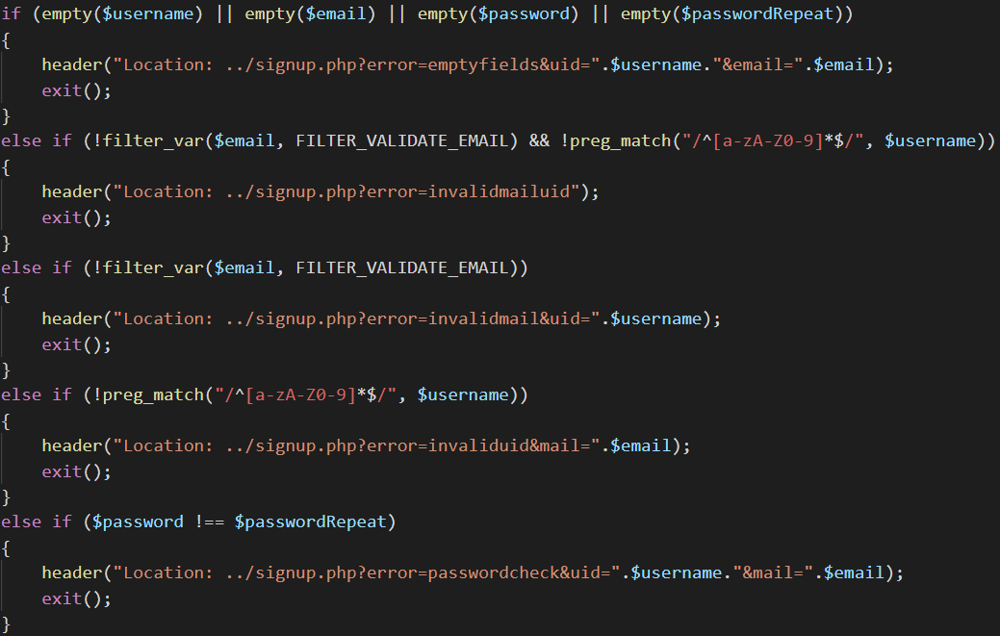 if (empty($username) || empty($email) || empty($password) || empty($passwordRepeat))
{
    header("Location: ../signup.php?error=emptyfields&uid=".$username."&email=".$email);
    exit();
}
else if (!filter_var($email, FILTER_VALIDATE_EMAIL) && !preg_match("/^[a-zA-Z0-9]*$/", $username))
{
    header("Location: ../signup.php?error=invalidmailuid");
    exit();
}
else if (!filter_var($email, FILTER_VALIDATE_EMAIL))
{
    header("Location: ../signup.php?error=invalidmail&uid=".$username);
    exit();
}
else if (!preg_match("/^[a-zA-Z0-9]*$/", $username))
{
    header("Location: ../signup.php?error=invaliduid&mail=".$email);
    exit();
}
else if ($password !== $passwordRepeat)
{
    header("Location: ../signup.php?error=passwordcheck&uid=".$username."&mail=".$email);
    exit();
}